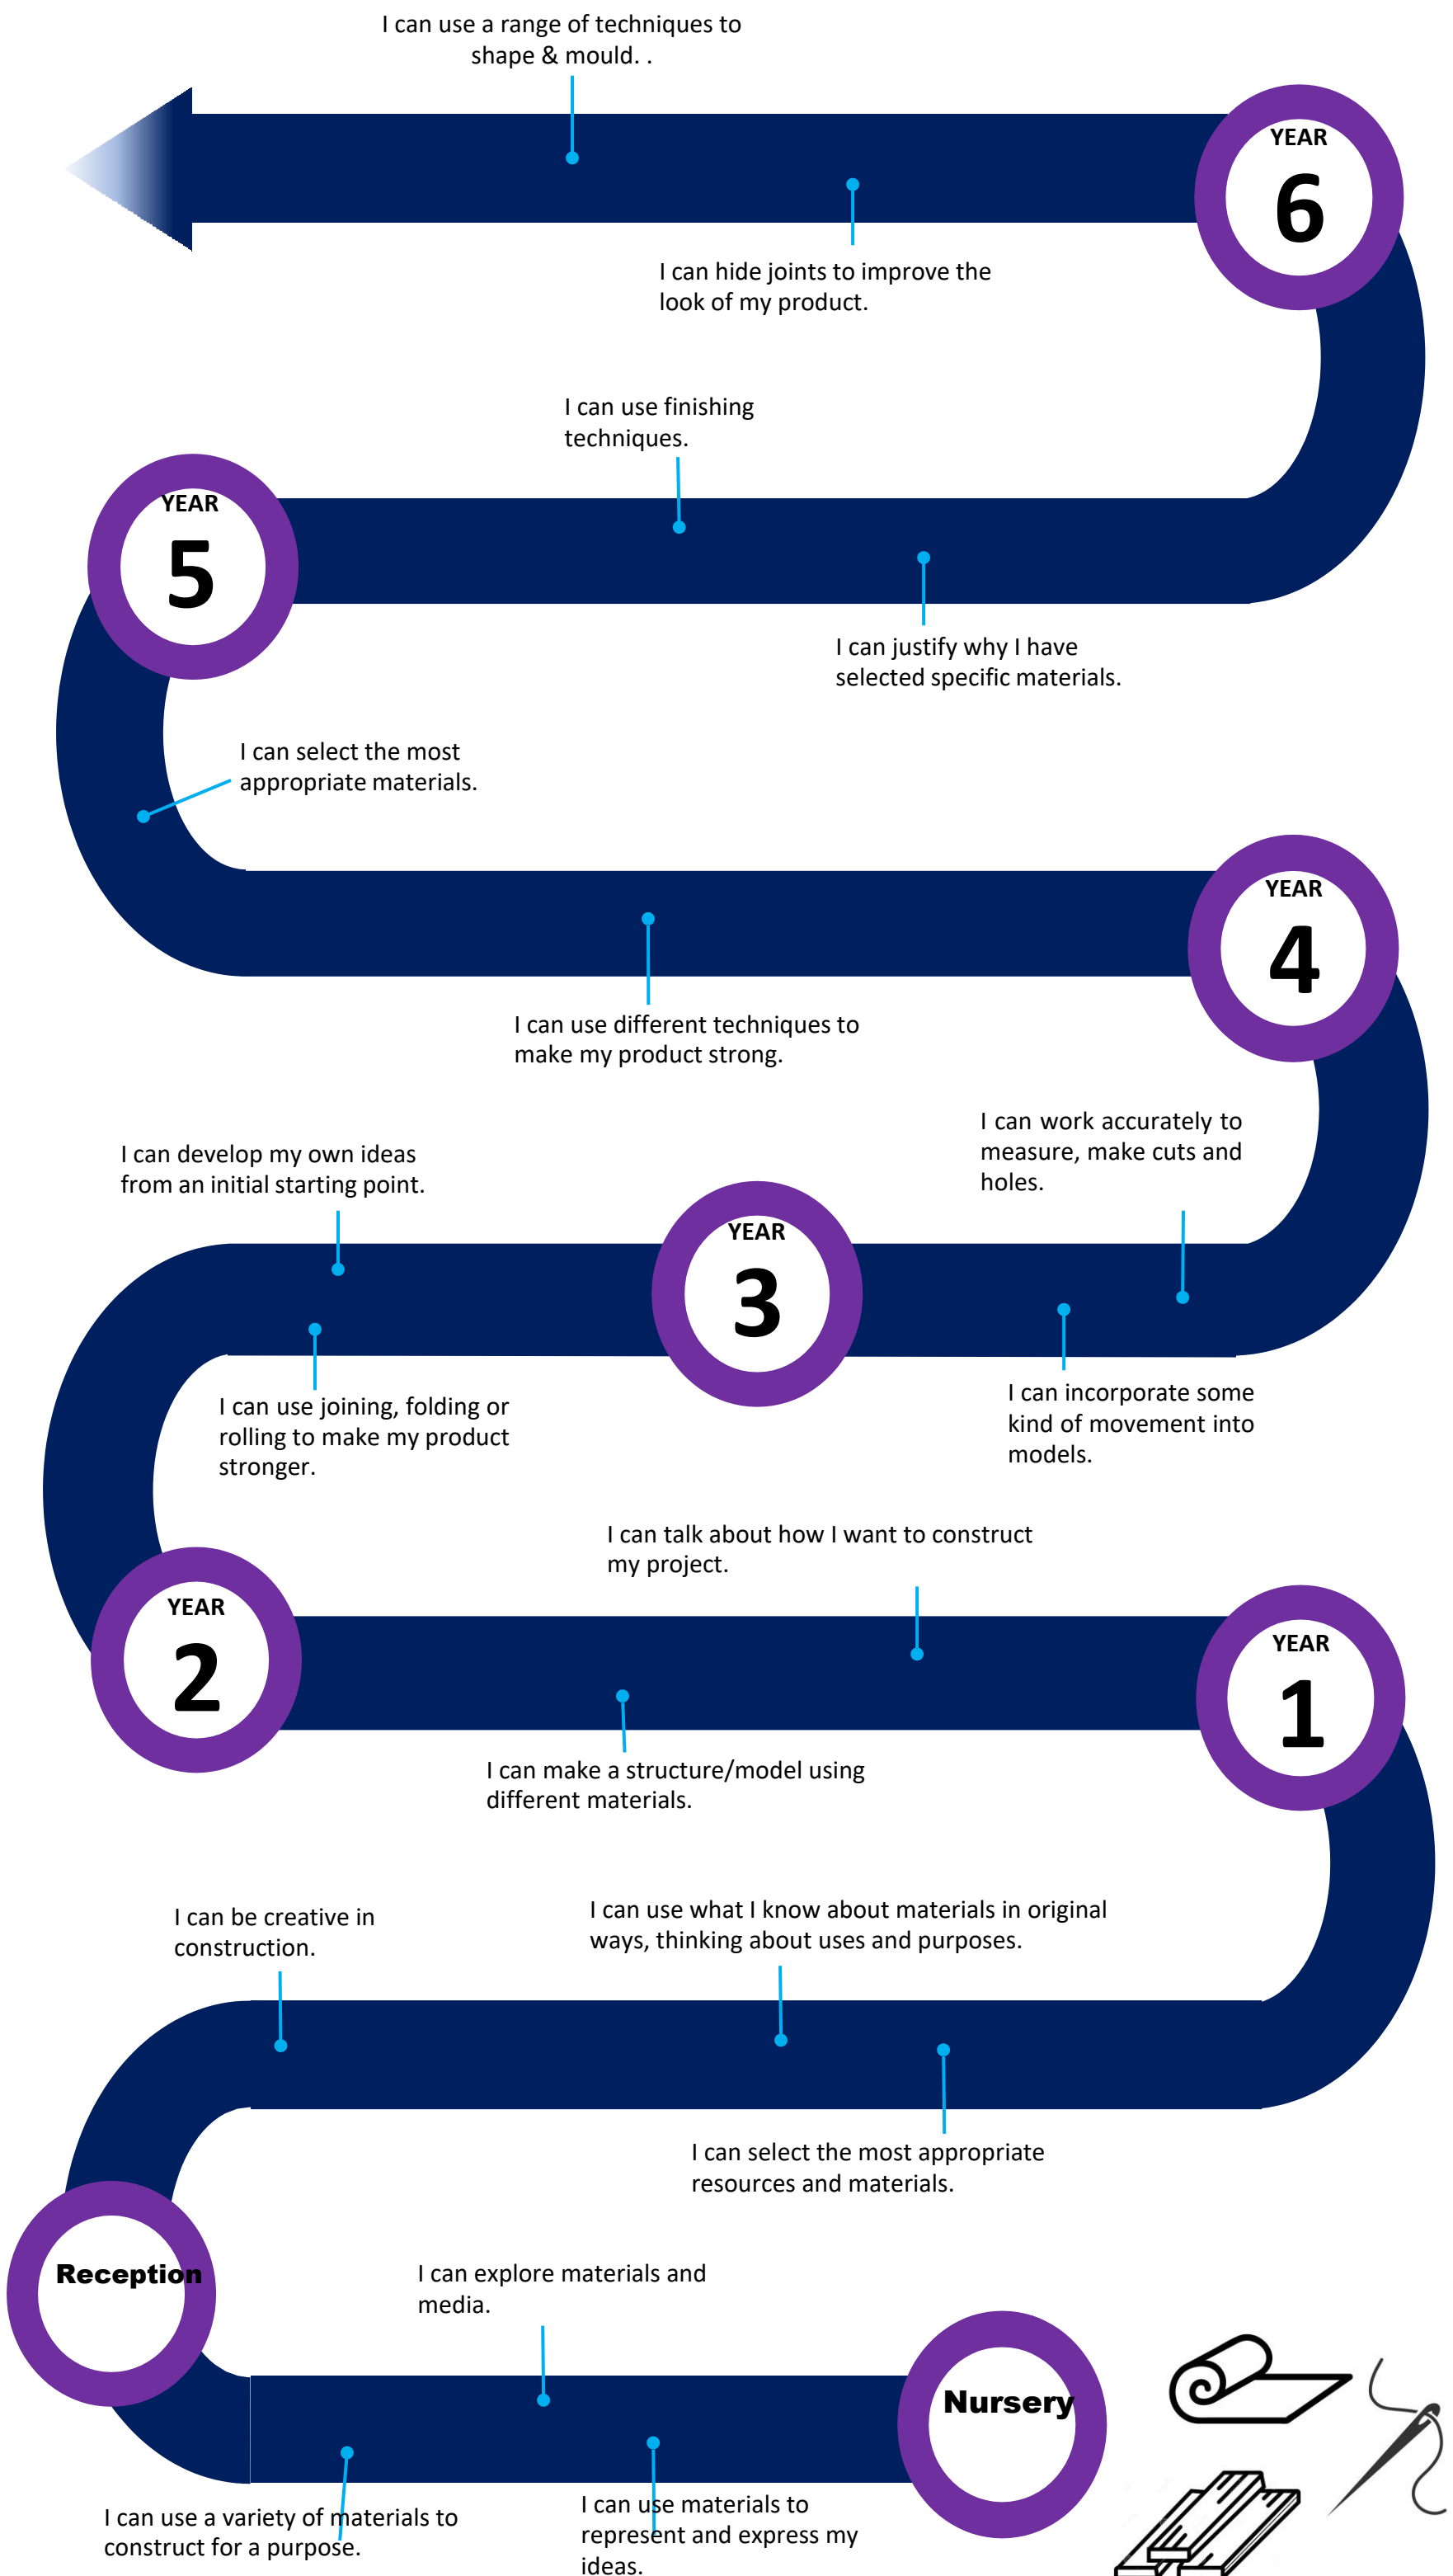 I can use a range of techniques to
shape & mould. .
YEAR
6
I can hide joints to improve the
look of my product.
I can use finishing
techniques.
YEAR
5
I can justify why I have
selected specific materials.
I can select the most
appropriate materials.
YEAR
4
I can use different techniques to
make my product strong.
I can work accurately to
measure, make cuts and
holes.
I can develop my own ideas
from an initial starting point.
YEAR
3
I can use joining, folding or
rolling to make my product
stronger.
I can incorporate some
kind of movement into
models.
I can talk about how I want to construct
my project.
YEAR
2
YEAR
1
I can make a structure/model using
different materials.
I can be creative in
construction.
I can use what I know about materials in original
ways, thinking about uses and purposes.
I can select the most appropriate
resources and materials.
Reception
I can explore materials and
media.
Nursery
I can use a variety of materials to
construct for a purpose.
I can use materials to
represent and express my
ideas.